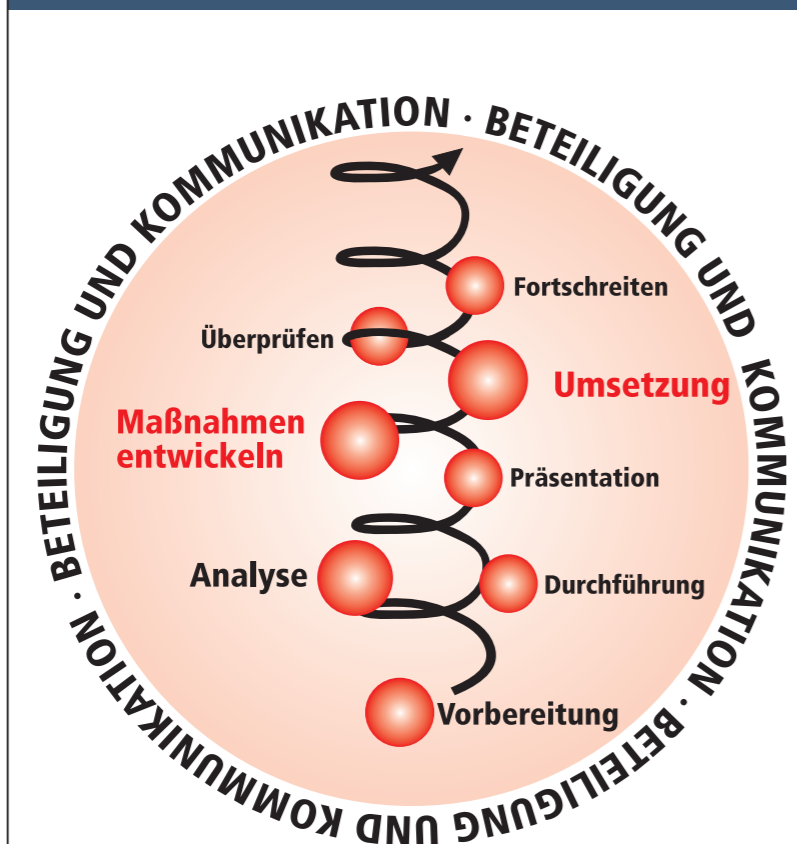 BETEILIGUNG UND KOMMUNIKATION · BETEILIGUNG UND KOMMUNIKATION · BETEILIGUNG UND KOMMUNIKATION ·
Fortschreiten
Überprüfen
Umsetzung
Maßnahmen
entwickeln
Präsentation
Analyse
Durchführung
Vorbereitung